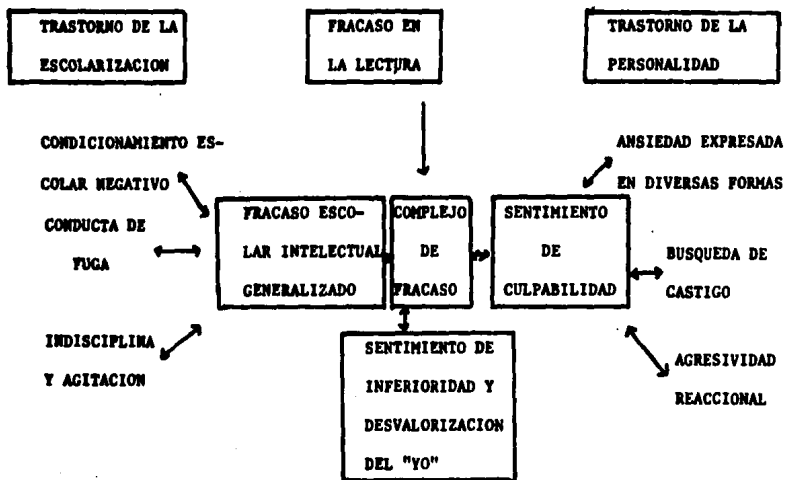 TRASTORNO DE LA
ESCOLARIZACION
FRACASO EN
LA LECTURA
TRASTORNO DE LA
PERSONALIDAD
CONDICIONAMIENTO ES-
COLAR NEGATIVO
CONDUCTA DE
FUGA
INDISCIPLINA
Y AGITACION
FRACASO ESCO-
LAR INTELECTUAL
GENERALIZADO
COMPLEJO
DE
FRACASO
SENTIMIENTO
DE
CULPABILIDAD
ANSIEDAD EXPRESADA
EN DIVERSAS FORMAS
BUSQUEDA DE
CASTIGO
AGRESIVIDAD
REACCIONAL
SENTIMIENTO DE
INFERIORIDAD Y
DESVALORIZACION
DEL "YO"